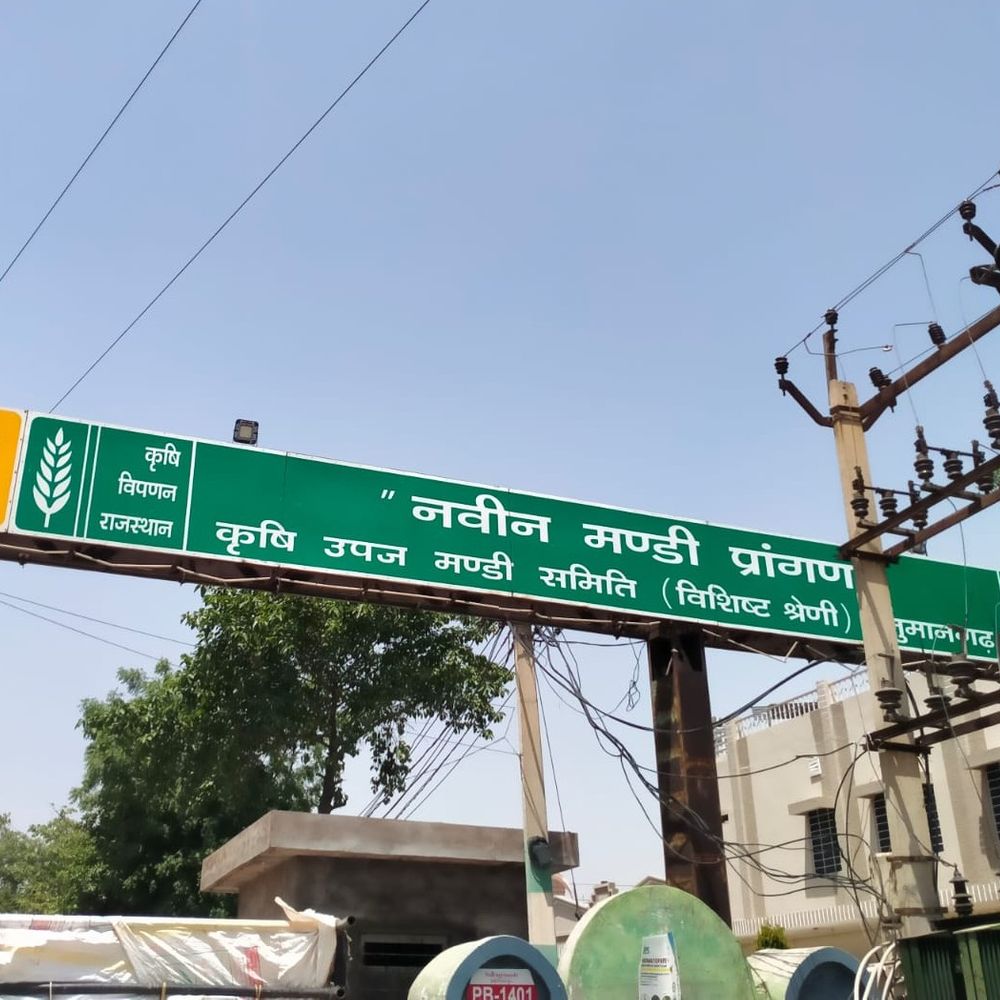 कृषि
विपणन
राजस्थान
" नवीन मण्डी प्रांगण
कृषि उपज मण्डी समिति (विशिष्ट श्रेणी)
PB-1401